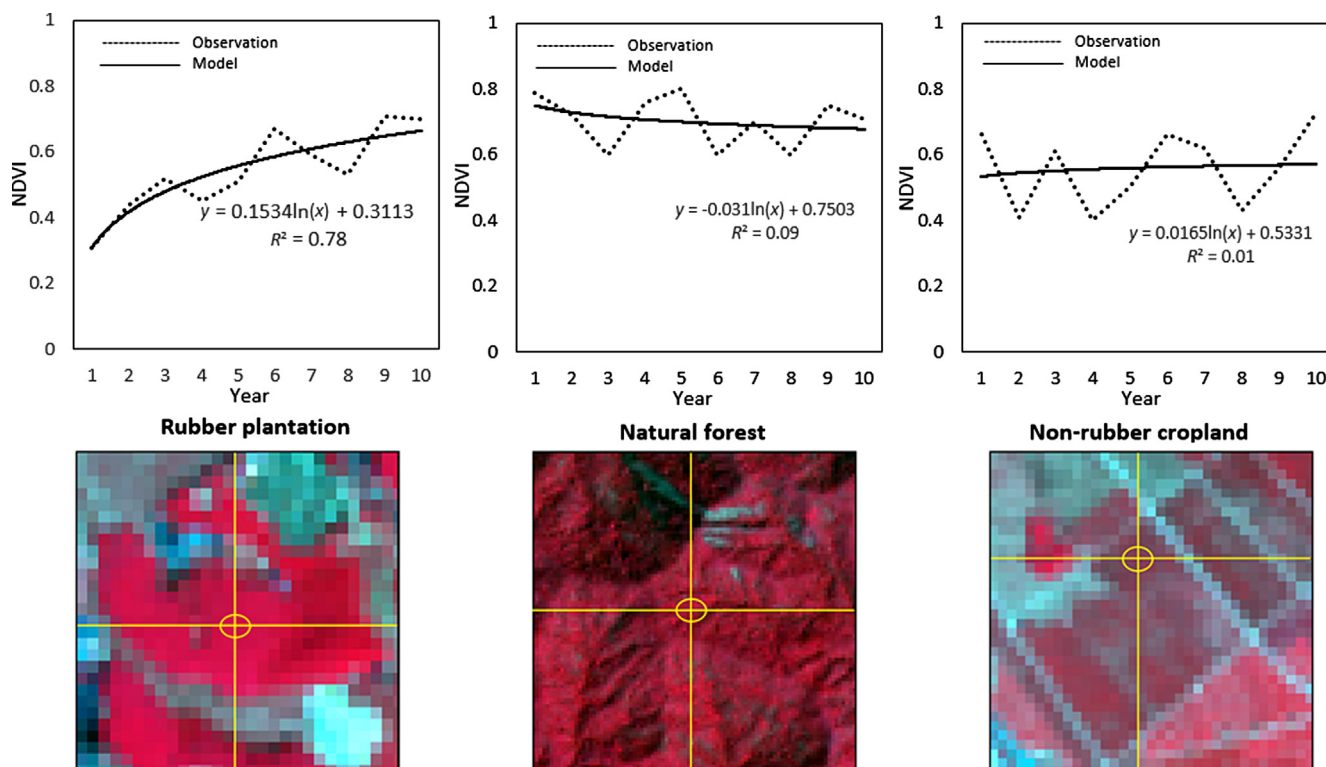 1
Observation
Model
0.8
0.6
NDVI
0.4
y = 0.1534ln(x) + 0.3113
R² = 0.78
0.2
0
1 2 3 4 5 6 7 8 9 10
Year
Rubber plantation
1
Observation
Model
0.8
0.6
NDVI
0.4
y = -0.031ln(x) + 0.7503
R² = 0.09
0.2
0
1 2 3 4 5 6 7 8 9 10
Year
Natural forest
1
Observation
Model
0.8
0.6
NDVI
0.4
y = 0.0165ln(x) + 0.5331
R² = 0.01
0.2
0
1 2 3 4 5 6 7 8 9 10
Year
Non-rubber cropland